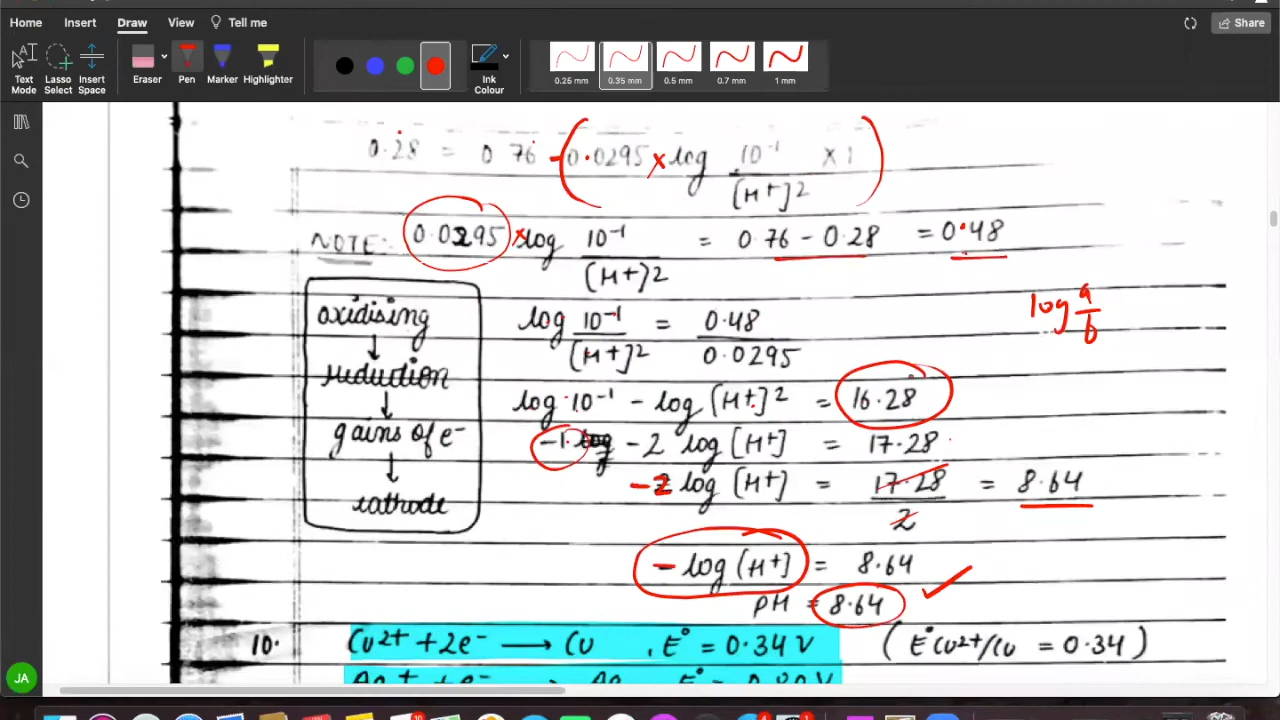 Home Insert Draw View Tell me Share
Text Mode Lasso Select Insert Space Eraser Pen Marker Highlighter Ink Colour 0.25 mm 0.35 mm 0.5 mm 0.7 mm 1 mm
0.28 = 0.76 - (0.0295 × log 10⁻¹ × 1 / [H+]2)
NOTE: 0.0295 × log 10⁻¹ / [H+]2 = 0.76 - 0.28 = 0.48
log a/b
oxidising
↓
reduction
↓
gains of e⁻
↓
cathode
log 10⁻¹ / [H+]2 = 0.48 / 0.0295
log 10⁻¹ - log [H+]2 = 16.28
-1 - 2 log [H+] = 17.28
-2 log [H+] = 17.28 / 2 = 8.64
- log [H+] = 8.64
PH = 8.64
10. Cu2+ + 2e⁻ → Cu , E° = 0.34 V (E°Cu2+/Cu = 0.34)
JA